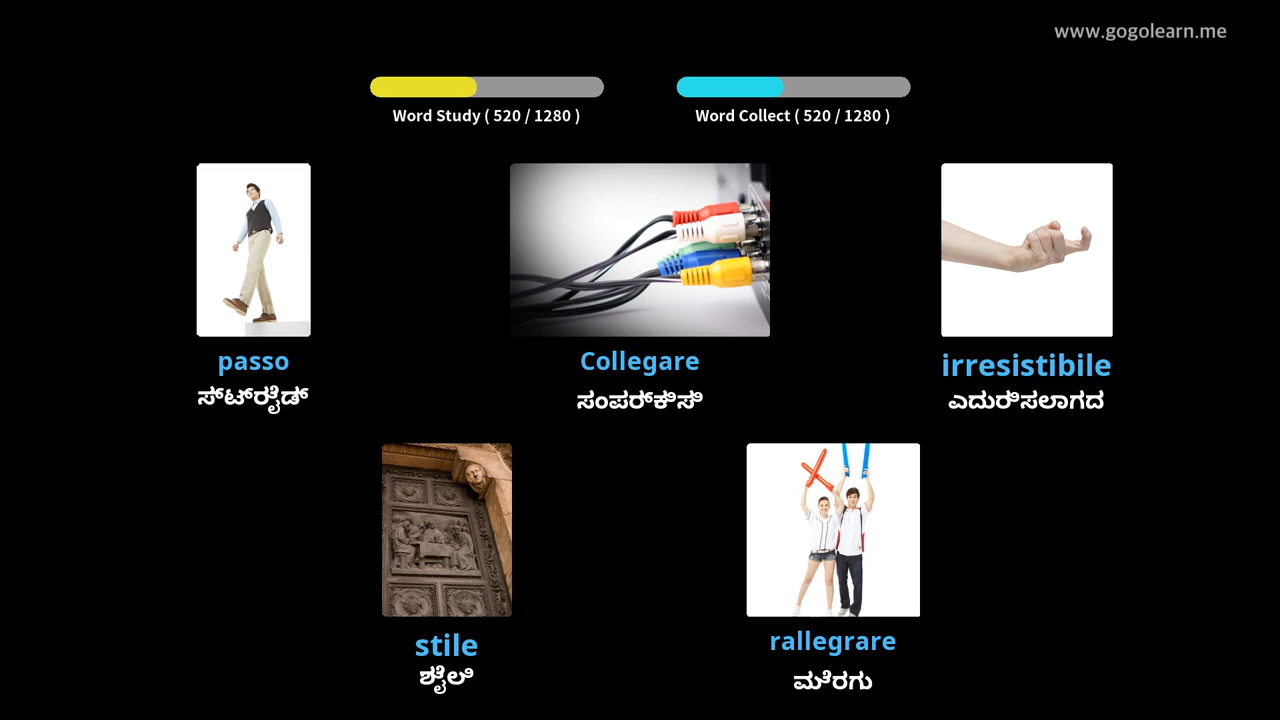 www.gogolearn.me
Word Study ( 520 / 1280 )
Word Collect ( 520 / 1280 )
passo
ಸ್ಟ್ರೈಡ್
Collegare
ಸಂಪರ್ಕಿಸಿ
irresistibile
ಎದುರಿಸಲಾಗದ
stile
ಶೈಲಿ
rallegrare
ಮೆರಗು